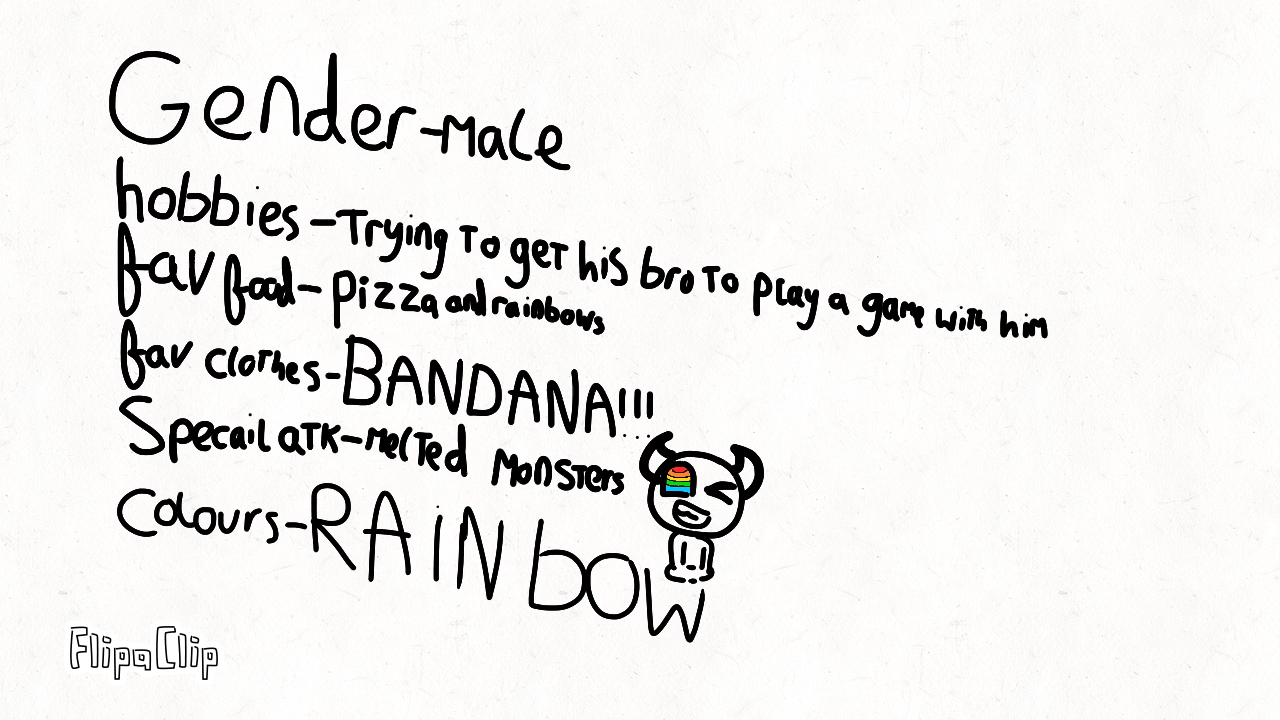 Gender-Male
hobbies-Trying To get his bro To play a game with him
fav food-pizza and rainbows
fav clothes-BANDANA!!!
Specail atk-melted Monsters
Colours-RAiNboW
FlipaClip